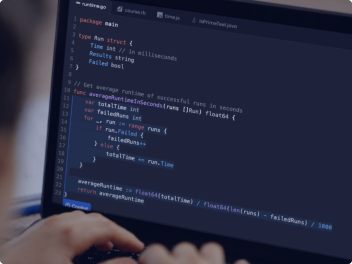 runtime.go
course.rb
time.js
IsPrimeTest.java
1 package main
2
3 type Run struct {
4 Time int // in milliseconds
5 Results string
6 Failed bool
7 }
8
9 // Get average runtime of successful runs in seconds
10 func averageRuntimeInSeconds(runs []Run) float64 {
11 var totalTime int
12 var failedRuns int
13 for _, run := range runs {
14 if run.Failed {
15 failedRuns++
16 } else {
17 totalTime += run.Time
18 }
19 }
20
21 averageRuntime := float64(totalTime) / float64(len(runs) - failedRuns) / 1000
22 return averageRuntime
23 }
Copilot